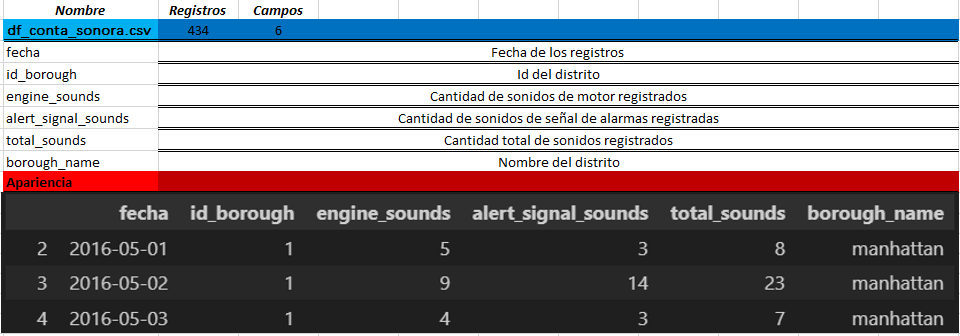 Nombre Registros Campos
df_conta_sonora.csv 434 6
fecha Fecha de los registros
id_borough Id del distrito
engine_sounds Cantidad de sonidos de motor registrados
alert_signal_sounds Cantidad de sonidos de señal de alarmas registradas
total_sounds Cantidad total de sonidos registrados
borough_name Nombre del distrito
Apariencia
fecha id_borough engine_sounds alert_signal_sounds total_sounds borough_name
2 2016-05-01 1 5 3 8 manhattan
3 2016-05-02 1 9 14 23 manhattan
4 2016-05-03 1 4 3 7 manhattan